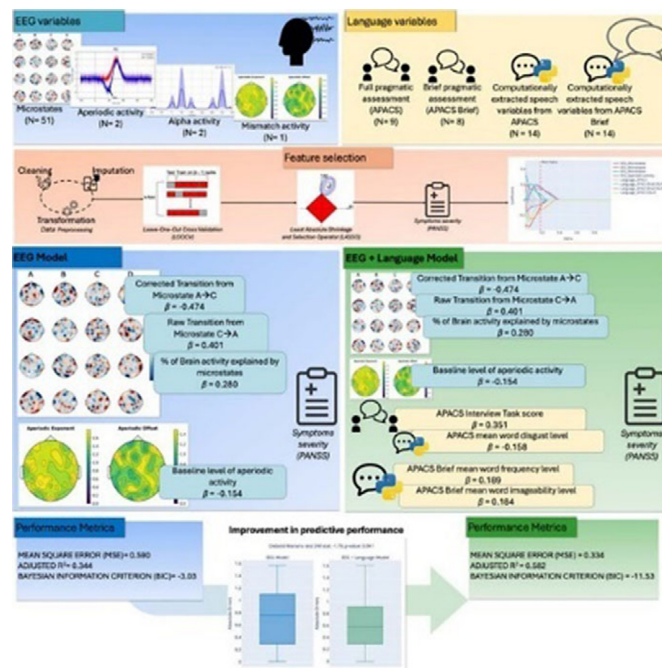 EEG variables
Language variables
Microstates
(N= 51)
Aperiodic activity
(N= 2)
Alpha activity
(N= 2)
Mismatch activity
(N= 1)
Full pragmatic
assessment
(APACS)
(N= 9)
Brief pragmatic
assessment
(APACS Brief)
(N= 8)
Computationally
extracted speech
variables from
APACS
(N = 14)
Computationally
extracted speech
variables from APACS
Brief
(N = 14)
Feature selection
Cleaning
Imputation
Transformation
Data Preprocessing
Leave-One-Out Cross Validation
(LOOCV)
Least Absolute Shrinkage
and Selection Operator (LASSO)
Symptoms severity
(PANSS)
EEG Model
A B C D
Corrected Transition from
Microstate A→C
β = -0.474
Raw Transition from
Microstate C→A
β = 0.401
% of Brain activity explained by
microstates
β = 0.280
Aperiodic Exponent
Aperiodic Offset
Baseline level of aperiodic
activity
β = -0.154
Symptoms
severity
(PANSS)
EEG + Language Model
A B C
Corrected Transition from Microstate A→C
β = -0.474
Raw Transition from Microstate C→A
β = 0.401
% of Brain activity explained by microstates
β = 0.280
Baseline level of aperiodic activity
β = -0.154
APACS Interview Task score
β = 0.351
APACS mean word disgust level
β = -0.158
APACS Brief mean word frequency level
β = 0.189
APACS Brief mean word imageability level
β = 0.164
Symptoms
severity
(PANSS)
Performance Metrics
MEAN SQUARE ERROR (MSE)= 0.590
ADJUSTED R²= 0.344
BAYESIAN INFORMATION CRITERION (BIC)= -3.03
Improvement in predictive performance
EEG Model
EEG + Language Model
Performance Metrics
MEAN SQUARE ERROR (MSE) = 0.334
ADJUSTED R²= 0.582
BAYESIAN INFORMATION CRITERION (BIC) = -11.53